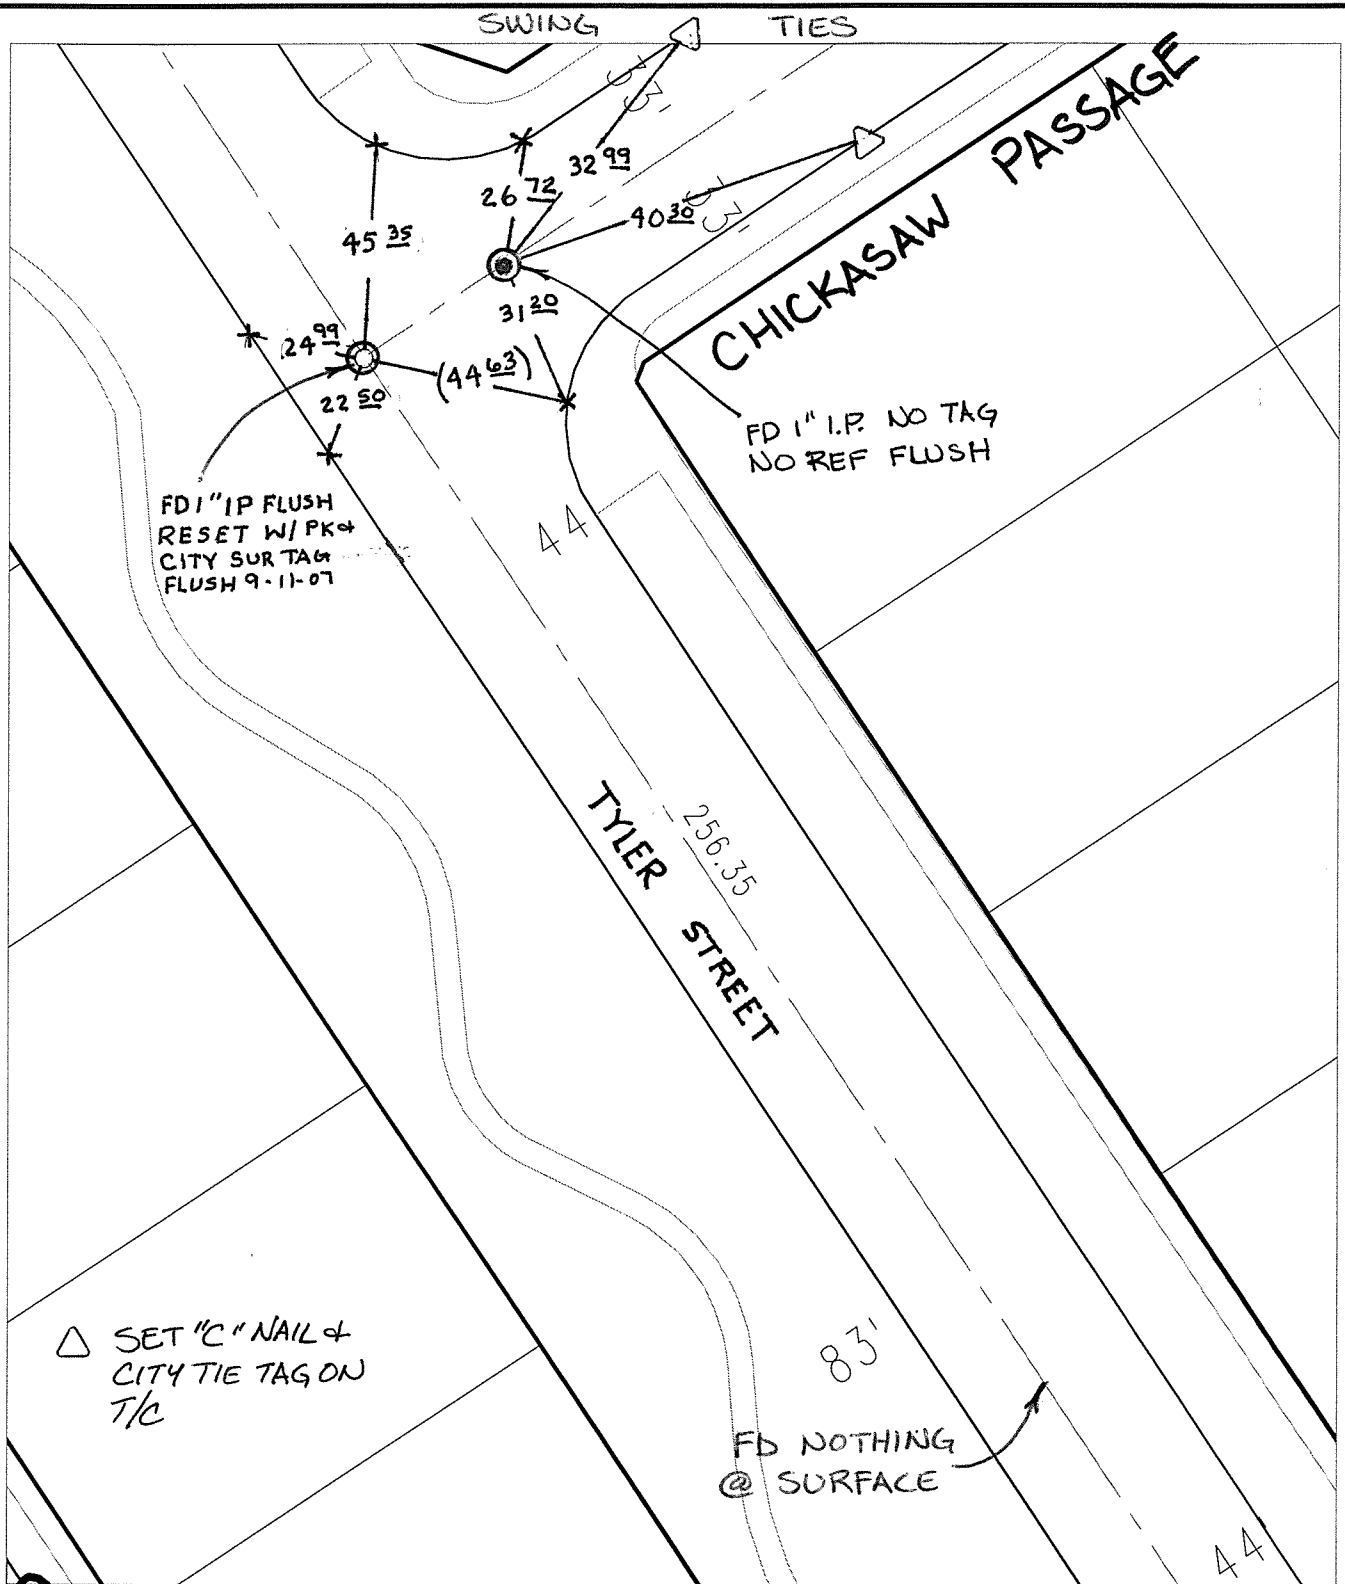 SWING TIES
33'
32 99
26 72
45 35
40 30
33'
CHICKASAW PASSAGE
31 20
24 99
(44 63)
22 50
FD 1" I.P. NO TAG
NO REF FLUSH
FD 1" IP FLUSH
RESET W/ PK &
CITY SUR TAG
FLUSH 9-11-07
44
256.35
TYLER STREET
△ SET "C" NAIL &
CITY TIE TAG ON
T/C
83'
FD NOTHING
@ SURFACE
44